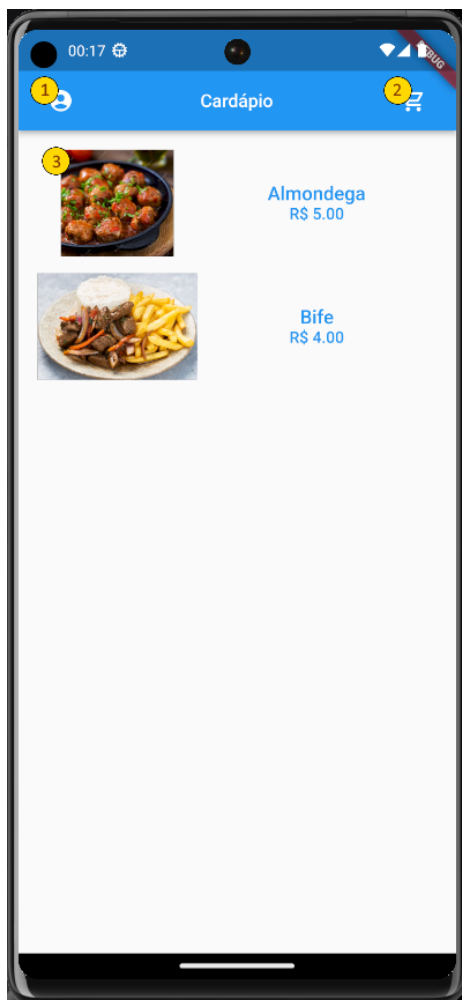 00:17
DEBUG
1
Cardápio
2
3
Almondega
R$ 5.00
Bife
R$ 4.00